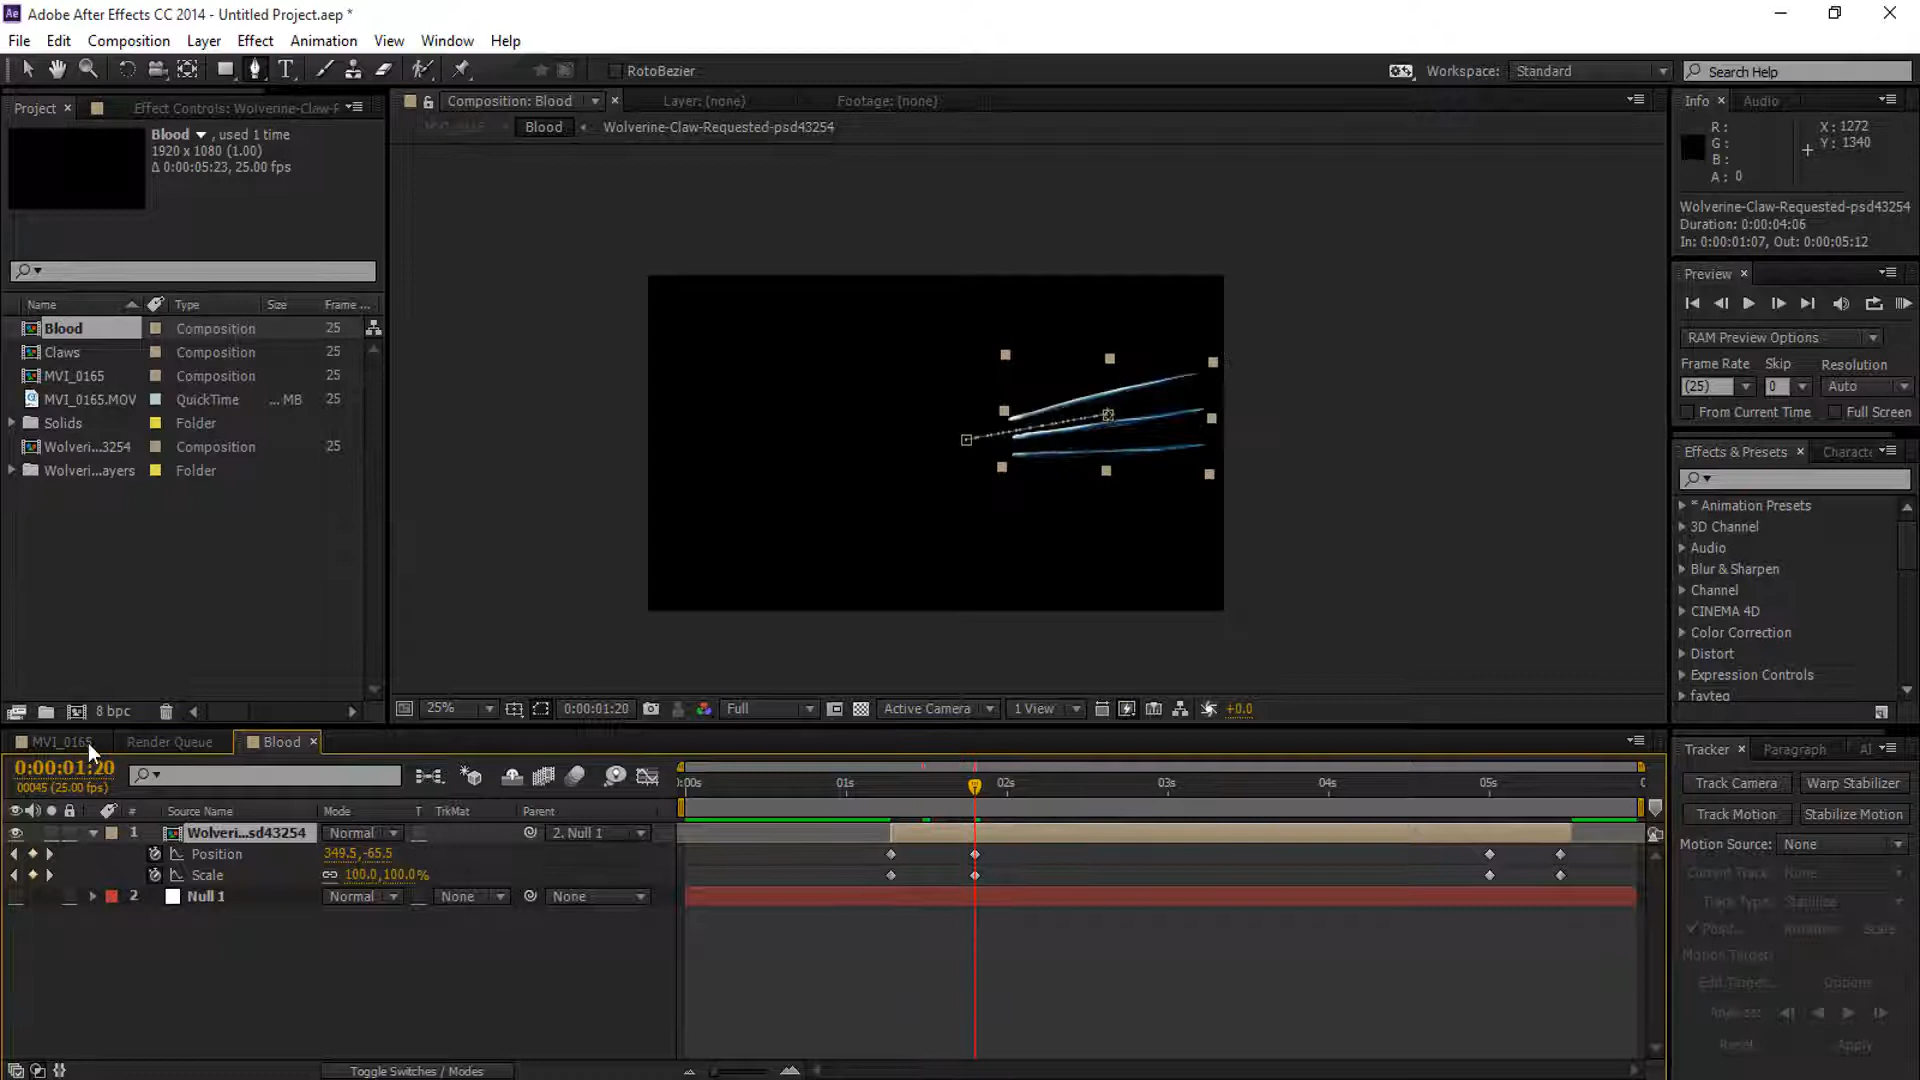 Adobe After Effects CC 2014 - Untitled Project.aep *
File Edit Composition Layer Effect Animation View Window Help
RotoBezier
Workspace: Standard
Search Help
Project
Effect Controls: Wolverine-Claw-R
Composition: Blood
Layer: (none)
Footage: (none)
Info
Audio
Blood , used 1 time
1920 x 1080 (1.00)
Δ 0:00:05:23, 25.00 fps
Blood
Wolverine-Claw-Requested-psd43254
R:
G:
B:
A: 0
X: 1272
Y: 1340
Wolverine-Claw-Requested-psd43254
Duration: 0:00:04:06
In: 0:00:01:07, Out: 0:00:05:12
Preview
RAM Preview Options
Frame Rate Skip Resolution
(25) 0 Auto
From Current Time Full Screen
Name Type Size Frame ...
Blood Composition 25
Claws Composition 25
MVI_0165 Composition 25
MVI_0165.MOV QuickTime ... MB
Solids Folder
Wolveri...3254 Composition 25
Wolveri...ayers Folder
Effects & Presets
Characte
* Animation Presets
3D Channel
Audio
Blur & Sharpen
Channel
CINEMA 4D
Color Correction
Distort
Expression Controls
favteq
8 bpc
25% 0:00:01:20 Full Active Camera 1 View +0.0
MVI_0165
Render Queue
Blood
0:00:01:20
00045 (25.00 fps)
:00s 01s 02s 03s 04s 05s
# Source Name Mode T TrkMat Parent
1 Wolveri...sd43254 Normal 2. Null 1
Position 349.5,-65.5
Scale 100.0,100.0%
2 Null 1 Normal None None
Toggle Switches / Modes
Tracker
Paragraph
Al
Track Camera Warp Stabilizer
Track Motion Stabilize Motion
Motion Source: None
Current Track: None
Track Type: Stabilize
Posit... Rotation Scale
Motion Target:
Edit Target... Options...
Analyze:
Reset Apply